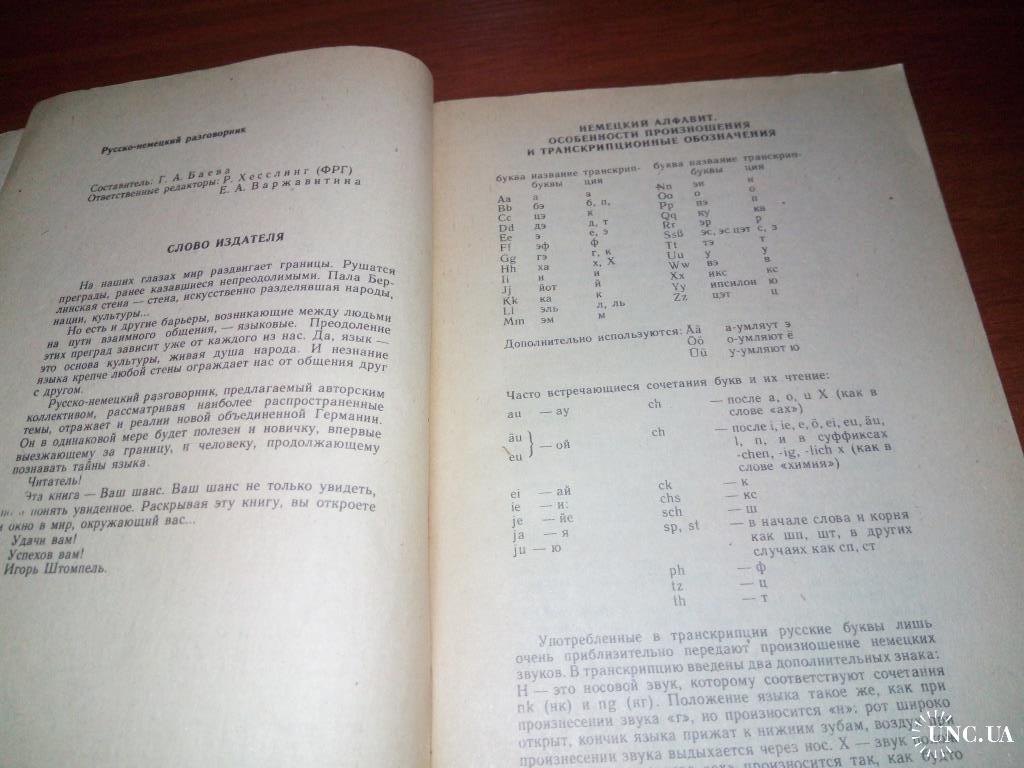 Русско-немецкий разговорник
Составитель: Г. А. Баева
Ответственные редакторы: Р. Хесслинг (ФРГ)
Е. А. Варжавитина
СЛОВО ИЗДАТЕЛЯ
На наших глазах мир раздвигает границы. Рушатся
преграды, ранее казавшиеся непреодолимыми. Пала Бер-
линская стена — стена, искусственно разделявшая народы,
нации, культуры...
Но есть и другие барьеры, возникающие между людьми
на пути взаимного общения, — языковые. Преодоление
этих преград зависит уже от каждого из нас. Да, язык —
это основа культуры, живая душа народа. И незнание
языка крепче любой стены ограждает нас от общения друг
с другом.
Русско-немецкий разговорник, предлагаемый авторским
коллективом, рассматривая наиболее распространенные
темы, отражает и реалии новой объединенной Германии.
Он в одинаковой мере будет полезен и новичку, впервые
выезжающему за границу, и человеку, продолжающему
познавать тайны языка.
Читатель!
Эта книга — Ваш шанс. Ваш шанс не только увидеть,
и понять увиденное. Раскрывая эту книгу, вы откроете
и окно в мир, окружающий вас...
Удачи вам!
Успехов вам!
Игорь Штомпель.
НЕМЕЦКИЙ АЛФАВИТ.
ОСОБЕННОСТИ ПРОИЗНОШЕНИЯ
И ТРАНСКРИПЦИОННЫЕ ОБОЗНАЧЕНИЯ
буква название транскрип- буква название транскрип-
буквы ция буквы ция
Aa а а Nn эн н
Bb бэ б, п, Oo о о
Cc цэ к Pp пэ п
Dd дэ д, т Qq ку кв
Ee э е, э Rr эр р
Ff эф ф Ssß эс, эс цэт с, з
Gg гэ г, к Tt тэ т
Hh ха х, Х Uu у у
Ii и и Ww вэ в
Jj йот й Xx икс кс
Kk ка к Yy ипсилон ю
Ll эль л, ль Zz цэт ц
Mm эм м
Дополнительно используются: Ää а-умляут э
Öö о-умляют ё
Üü у-умляют ю
Часто встречающиеся сочетания букв и их чтение:
au — ау ch — после a, o, u Х (как в
слове «ах»)
äu
eu } — ой ch — после i, ie, e, ö, ei, eu, äu,
l, n, и в суффиксах
-chen, -ig, -lich х (как в
слове «химия»)
ei — ай ck — к
ie — и: chs — кс
je — йе sch — ш
ja — я sp, st — в начале слова и корня
ju — ю как шп, шт, в других
случаях как сп, ст
ph — ф
tz — ц
th — т
Употребленные в транскрипции русские буквы лишь
очень приблизительно передают произношение немецких
звуков. В транскрипцию введены два дополнительных знака:
Н — это носовой звук, которому соответствуют сочетания
nk (нк) и ng (нг). Положение языка такое же, как при
произнесении звука «г», но произносится «н»: рот широко
открыт, кончик языка прижат к нижним зубам, воздух при
произнесении звука выдыхается через нос. Х — звук
«ах» произносится так, как будто
UNC.UA